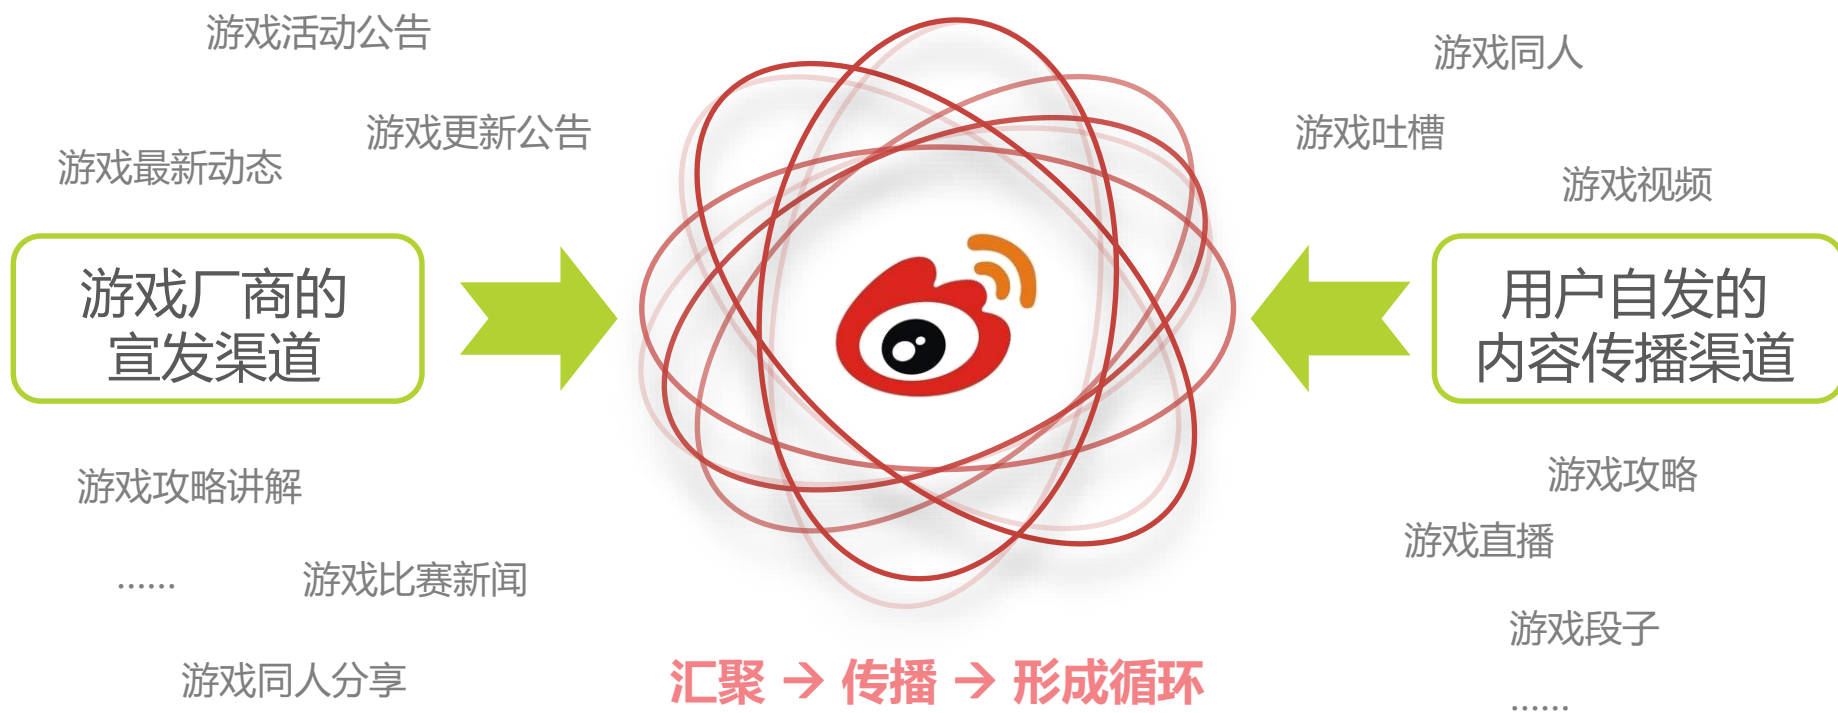 游戏活动公告
游戏更新公告
游戏最新动态
游戏厂商的
宣发渠道
游戏攻略讲解
......
游戏比赛新闻
游戏同人分享
汇聚 → 传播 → 形成循环
游戏同人
游戏吐槽
游戏视频
用户自发的
内容传播渠道
游戏攻略
游戏直播
游戏段子
......